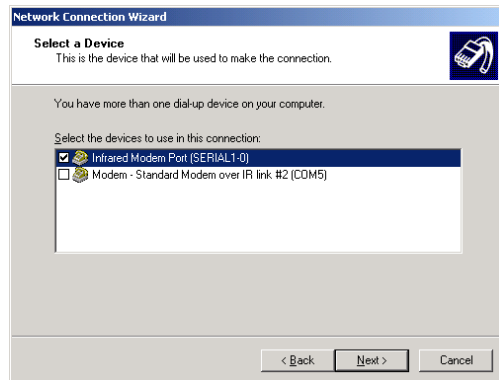 Network Connection Wizard
Select a Device
This is the device that will be used to make the connection.
You have more than one dial-up device on your computer.
Select the devices to use in this connection:
Infrared Modem Port (SERIAL1-0)
Modem - Standard Modem over IR link #2 (COM5)
< Back Next > Cancel